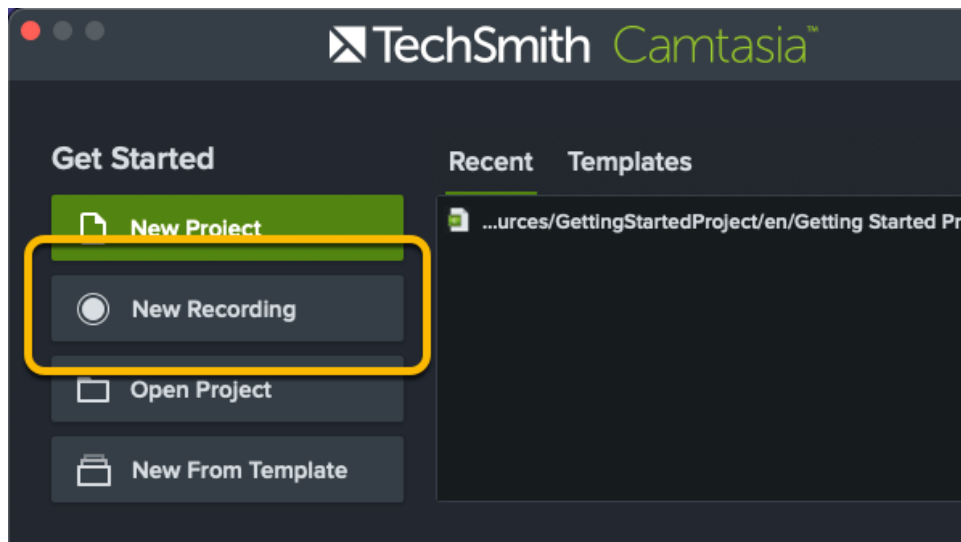 TechSmith Camtasia™
Get Started
Recent Templates
New Project
...urces/GettingStartedProject/en/Getting Started Pr
New Recording
Open Project
New From Template